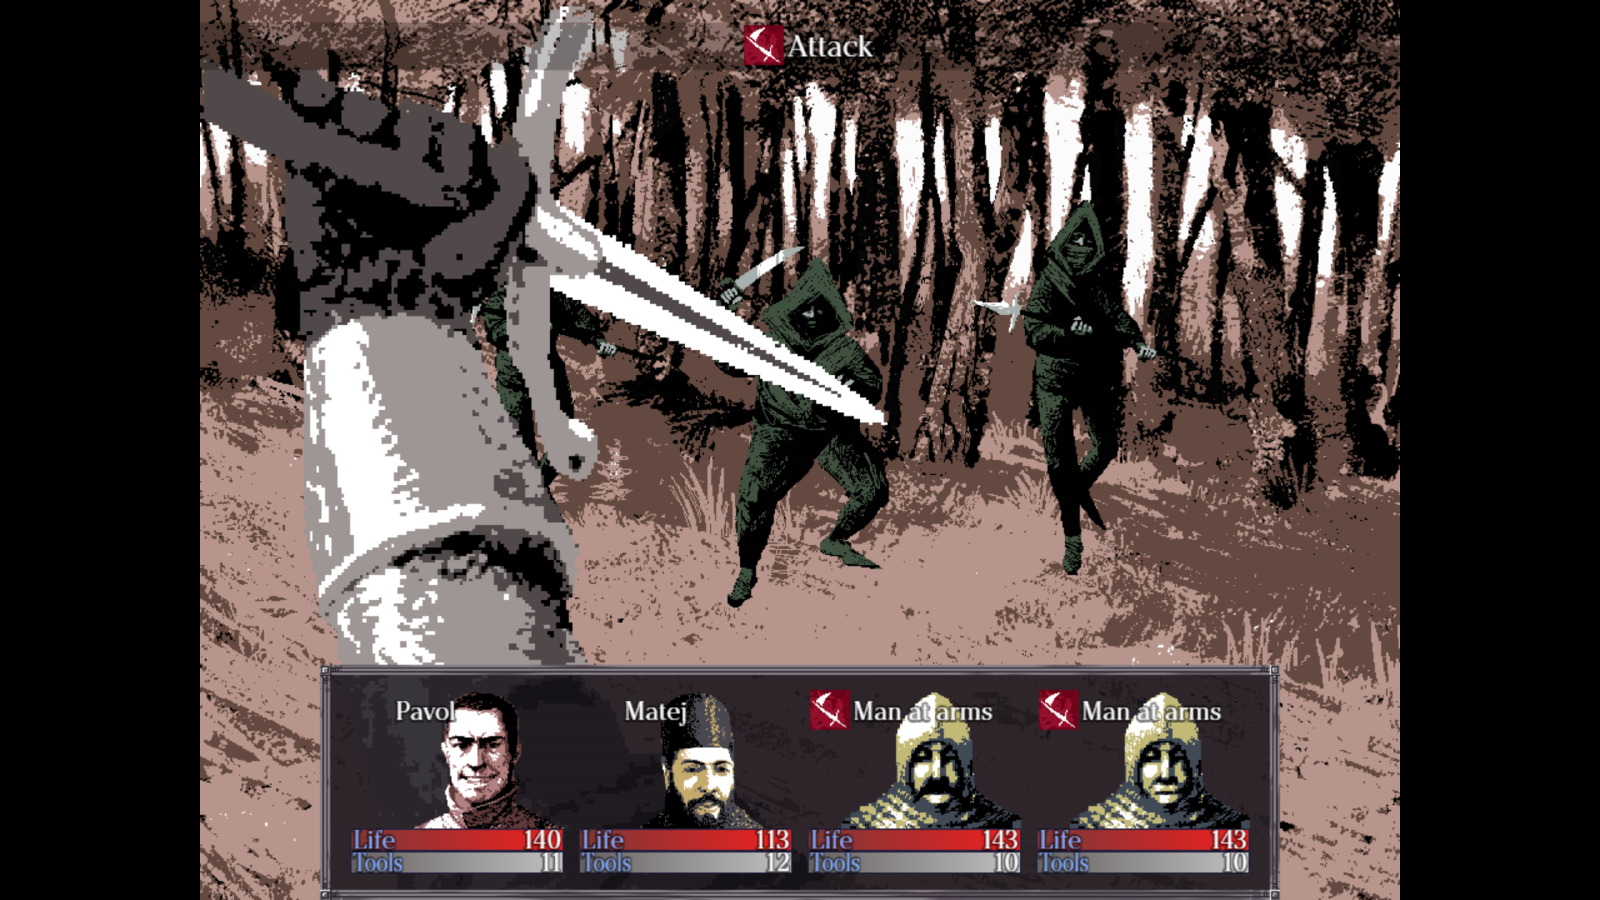 Attack
Pavol
Matej
Man at arms
Man at arms
Life 140
Life 113
Life 143
Life 143
Tools 11
Tools 12
Tools 10
Tools 10